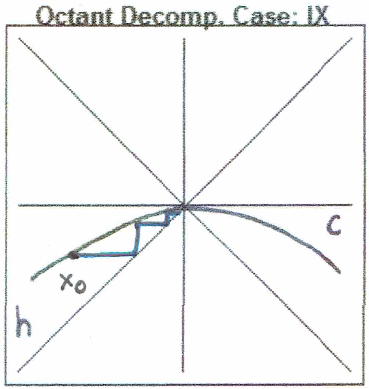 Octant Decomp. Case: IX
C
x₀
h